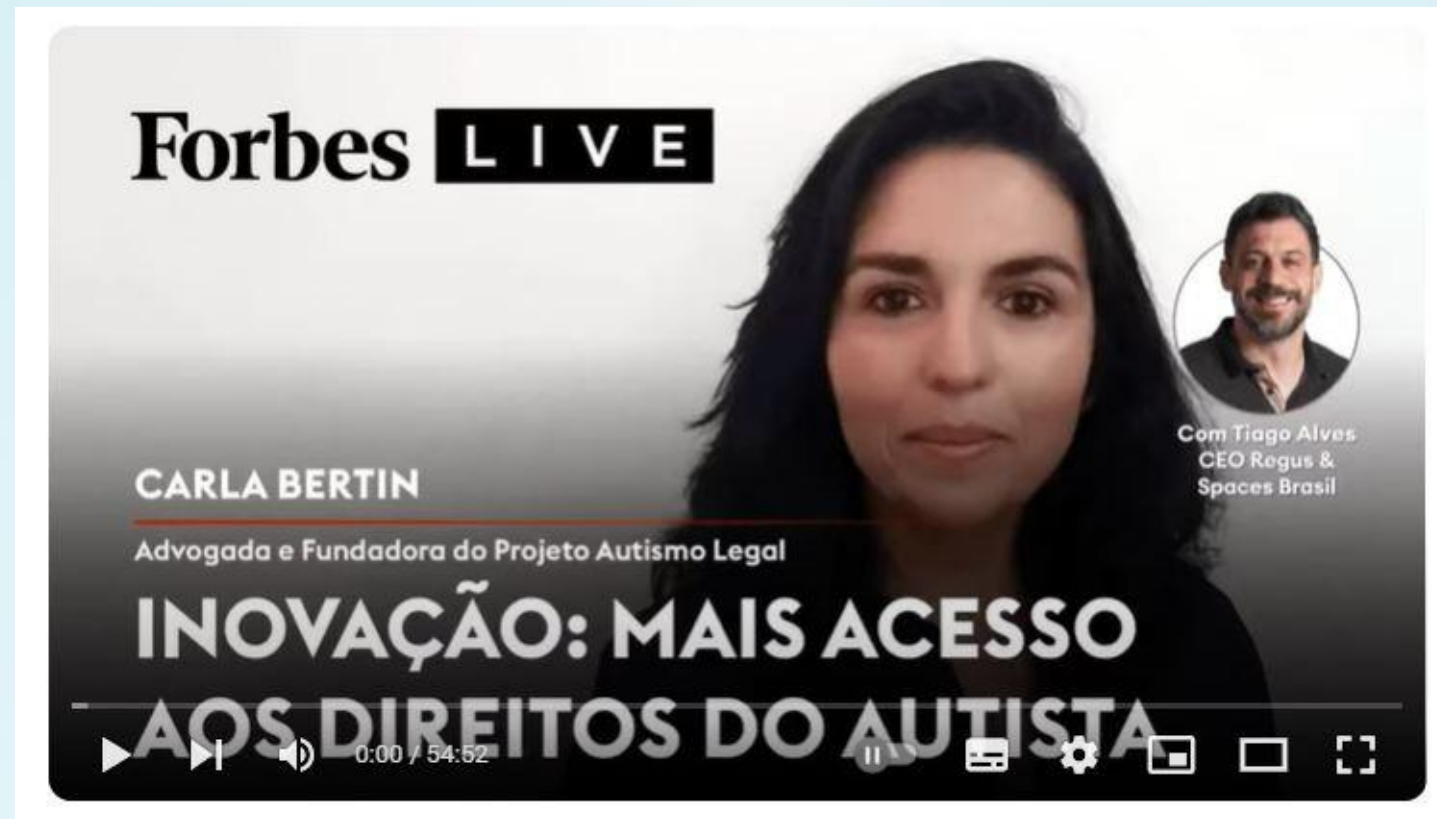 Forbes LIVE
Com Tiago Alves
CEO Regus &
Spaces Brasil
CARLA BERTIN
Advogada e Fundadora do Projeto Autismo Legal
INOVAÇÃO: MAIS ACESSO
AOS DIREITOS DO AUTISTA
0:00 / 54:52